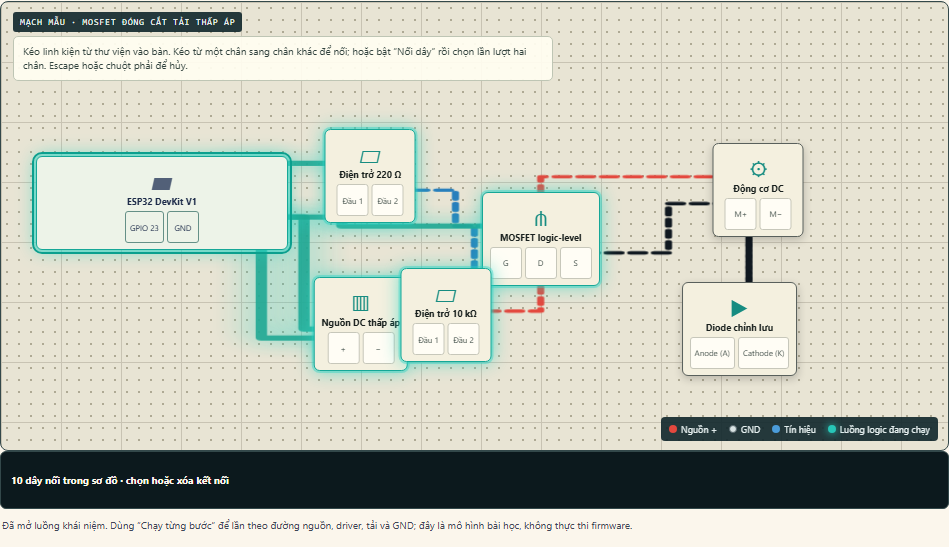 MẠCH MẪU · MOSFET ĐÓNG CẮT TẢI THẤP ÁP
Kéo linh kiện từ thư viện vào bàn. Kéo từ một chân sang chân khác để nối; hoặc bật “Nối dây” rồi chọn lần lượt hai
chân. Escape hoặc chuột phải để hủy.
ESP32 DevKit V1
GPIO 23
GND
Điện trở 220 Ω
Đầu 1
Đầu 2
MOSFET logic-level
G
D
S
Động cơ DC
M+
M−
Nguồn DC thấp áp
+
−
Điện trở 10 kΩ
Đầu 1
Đầu 2
Diode chỉnh lưu
Anode (A)
Cathode (K)
Nguồn +
GND
Tín hiệu
Luồng logic đang chạy
10 dây nối trong sơ đồ · chọn hoặc xóa kết nối
Đã mở luồng khái niệm. Dùng “Chạy từng bước” để lần theo đường nguồn, driver, tải và GND; đây là mô hình bài học, không thực thi firmware.